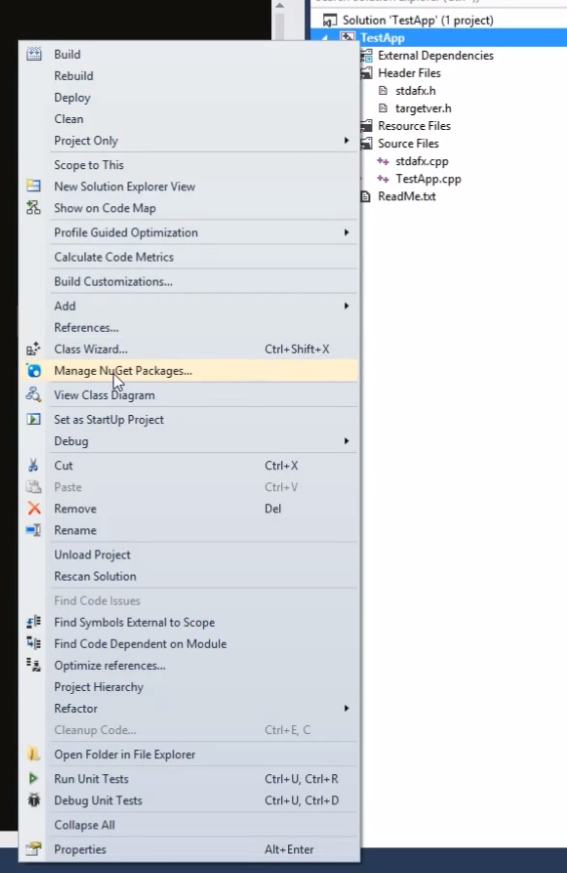 Solution 'TestApp' (1 project)
TestApp
External Dependencies
Header Files
stdafx.h
targetver.h
Resource Files
Source Files
stdafx.cpp
TestApp.cpp
ReadMe.txt
Build
Rebuild
Deploy
Clean
Project Only
Scope to This
New Solution Explorer View
Show on Code Map
Profile Guided Optimization
Calculate Code Metrics
Build Customizations...
Add
References...
Class Wizard... Ctrl+Shift+X
Manage NuGet Packages...
View Class Diagram
Set as StartUp Project
Debug
Cut Ctrl+X
Paste Ctrl+V
Remove Del
Rename
Unload Project
Rescan Solution
Find Code Issues
Find Symbols External to Scope
Find Code Dependent on Module
Optimize references...
Project Hierarchy
Refactor
Cleanup Code... Ctrl+E, C
Open Folder in File Explorer
Run Unit Tests Ctrl+U, Ctrl+R
Debug Unit Tests Ctrl+U, Ctrl+D
Collapse All
Properties Alt+Enter